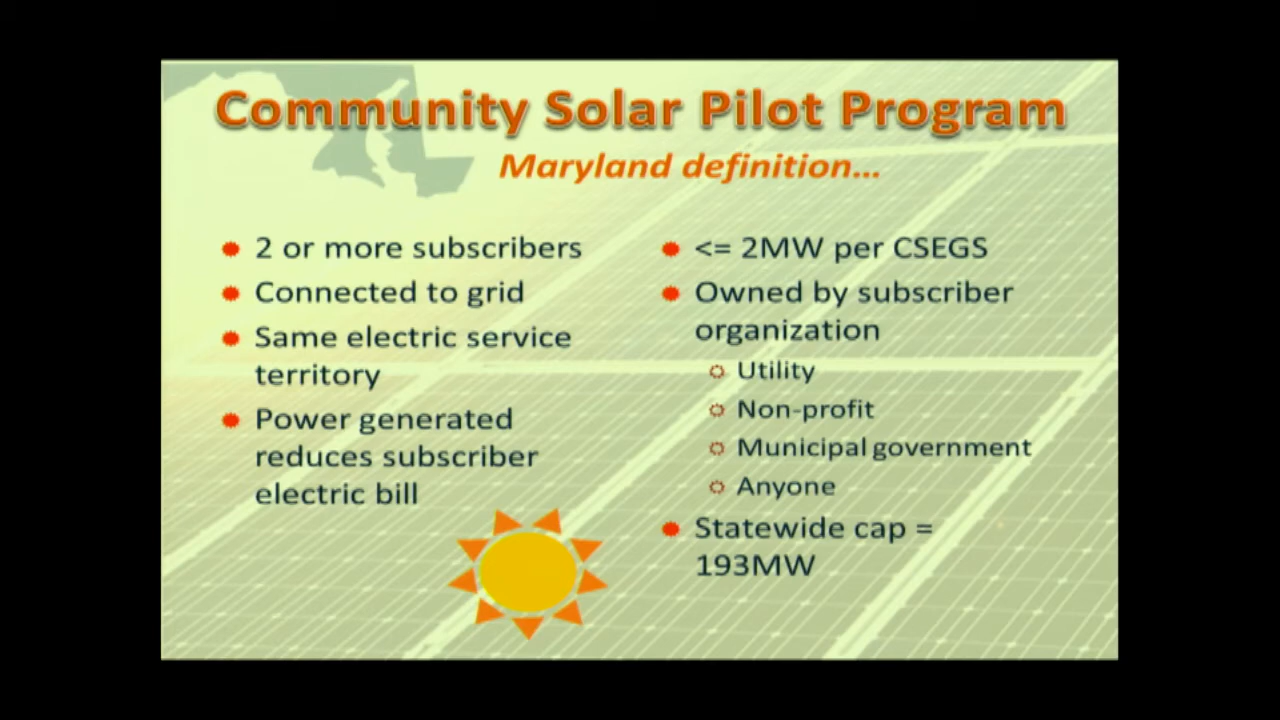 Community Solar Pilot Program
Maryland definition...
2 or more subscribers
Connected to grid
Same electric service
territory
Power generated
reduces subscriber
electric bill
<= 2MW per CSEGS
Owned by subscriber
organization
Utility
Non-profit
Municipal government
Anyone
Statewide cap =
193MW